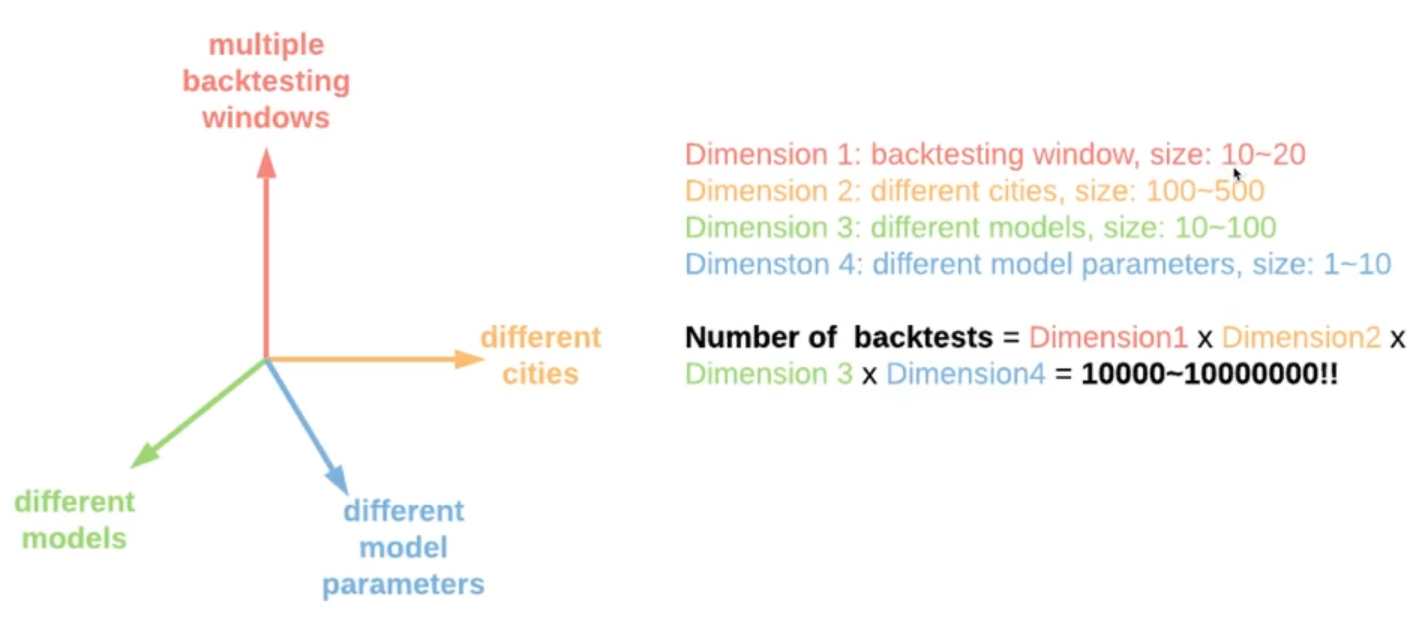 multiple
backtesting
windows
different
cities
different
models
different
model
parameters
Dimension 1: backtesting window, size: 10~20
Dimension 2: different cities, size: 100~500
Dimension 3: different models, size: 10~100
Dimenston 4: different model parameters, size: 1~10
Number of backtests = Dimension1 x Dimension2 x
Dimension 3 x Dimension4 = 10000~10000000!!